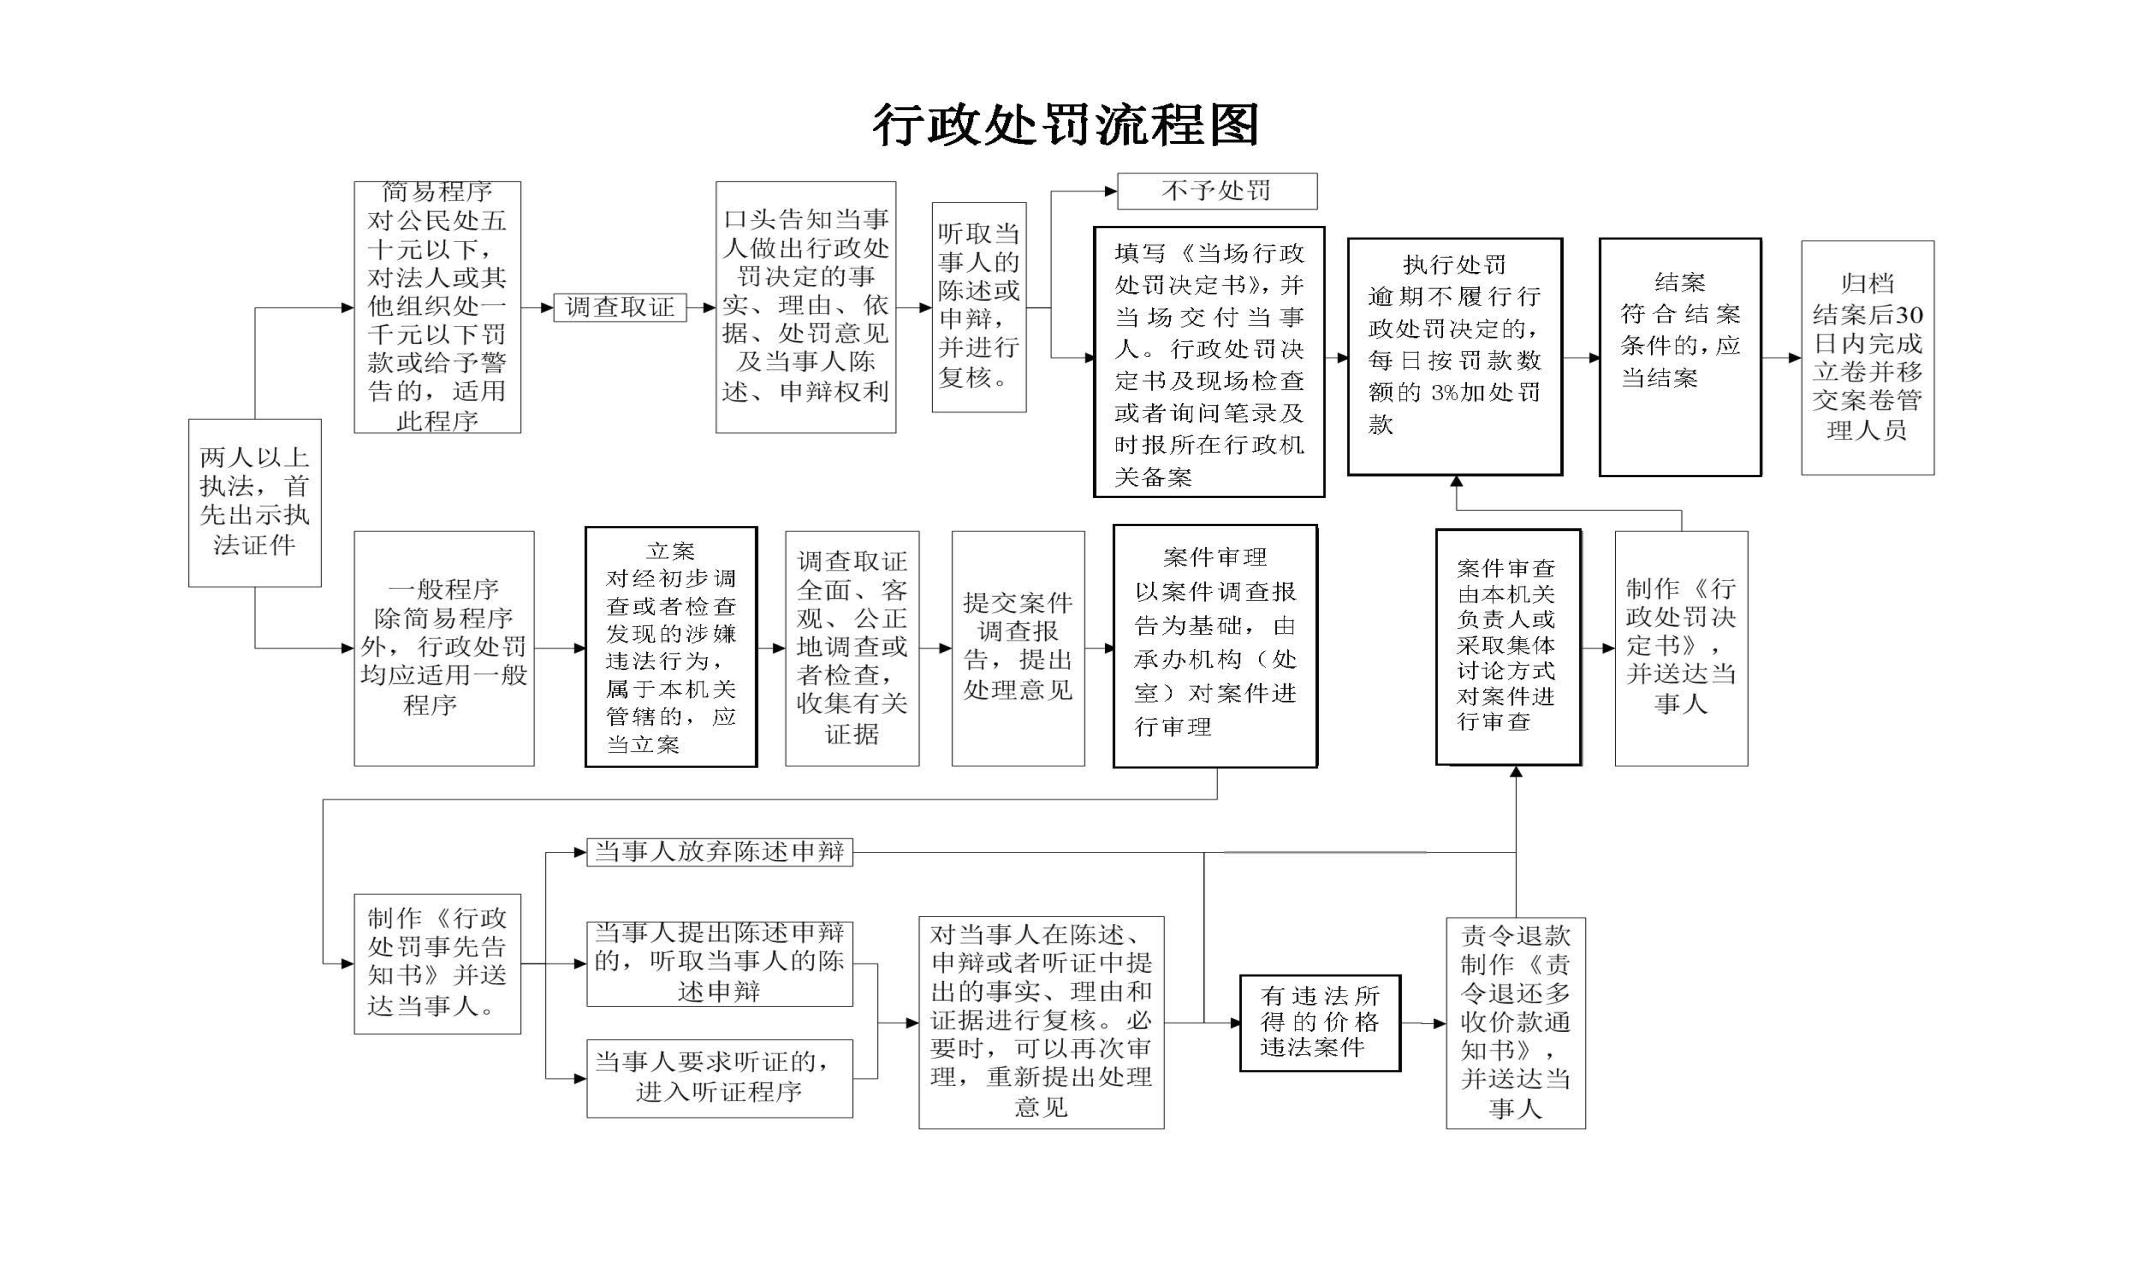 行政处罚流程图
两人以上
执法，首
先出示执
法证件
简易程序
对公民处五
十元以下，
对法人或其
他组织处一
千元以下罚
款或给予警
告的，适用
此程序
调查取证
口头告知当事
人做出行政处
罚决定的事
实、理由、依
据、处罚意见
及当事人陈
述、申辩权利
听取当
事人的
陈述或
申辩，
并进行
复核。
不予处罚
填写《当场行政
处罚决定书》，并
当场交付当事
人。行政处罚决
定书及现场检查
或者询问笔录及
时报所在行政机
关备案
执行处罚
逾期不履行行
政处罚决定的，
每日按罚款数
额的 3%加处罚
款
结案
符合结案
条件的，应
当结案
归档
结案后30
日内完成
立卷并移
交案卷管
理人员
一般程序
除简易程序
外，行政处罚
均应适用一般
程序
立案
对经初步调
查或者检查
发现的涉嫌
违法行为，
属于本机关
管辖的，应
当立案
调查取证
全面、客
观、公正
地调查或
者检查，
收集有关
证据
提交案件
调查报
告，提出
处理意见
案件审理
以案件调查报
告为基础，由
承办机构（处
室）对案件进
行审理
案件审查
由本机关
负责人或
采取集体
讨论方式
对案件进
行审查
制作《行
政处罚决
定书》，
并送达当
事人
制作《行政
处罚事先告
知书》并送
达当事人。
当事人放弃陈述申辩
当事人提出陈述申辩
的，听取当事人的陈
述申辩
当事人要求听证的，
进入听证程序
对当事人在陈述、
申辩或者听证中提
出的事实、理由和
证据进行复核。必
要时，可以再次审
理，重新提出处理
意见
有违法所
得的价格
违法案件
责令退款
制作《责
令退还多
收价款通
知书》，
并送达当
事人